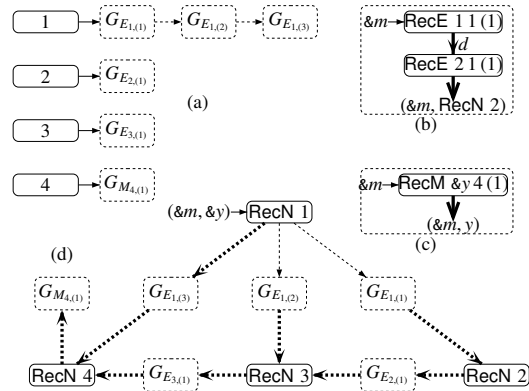 1 G_{E_{1,(1)}} G_{E_{1,(2)}} G_{E_{1,(3)}}
2 G_{E_{2,(1)}}
(a)
3 G_{E_{3,(1)}}
4 G_{M_{4,(1)}}
&m RecE 1 1 (1)
d
RecE 2 1 (1)
(&m, RecN 2)
(b)
&m RecM &y 4 (1)
(&m, y)
(c)
(d)
(&m, &y) RecN 1
G_{M_{4,(1)}} G_{E_{1,(3)}} G_{E_{1,(2)}} G_{E_{1,(1)}}
RecN 4 G_{E_{3,(1)}} RecN 3 G_{E_{2,(1)}} RecN 2